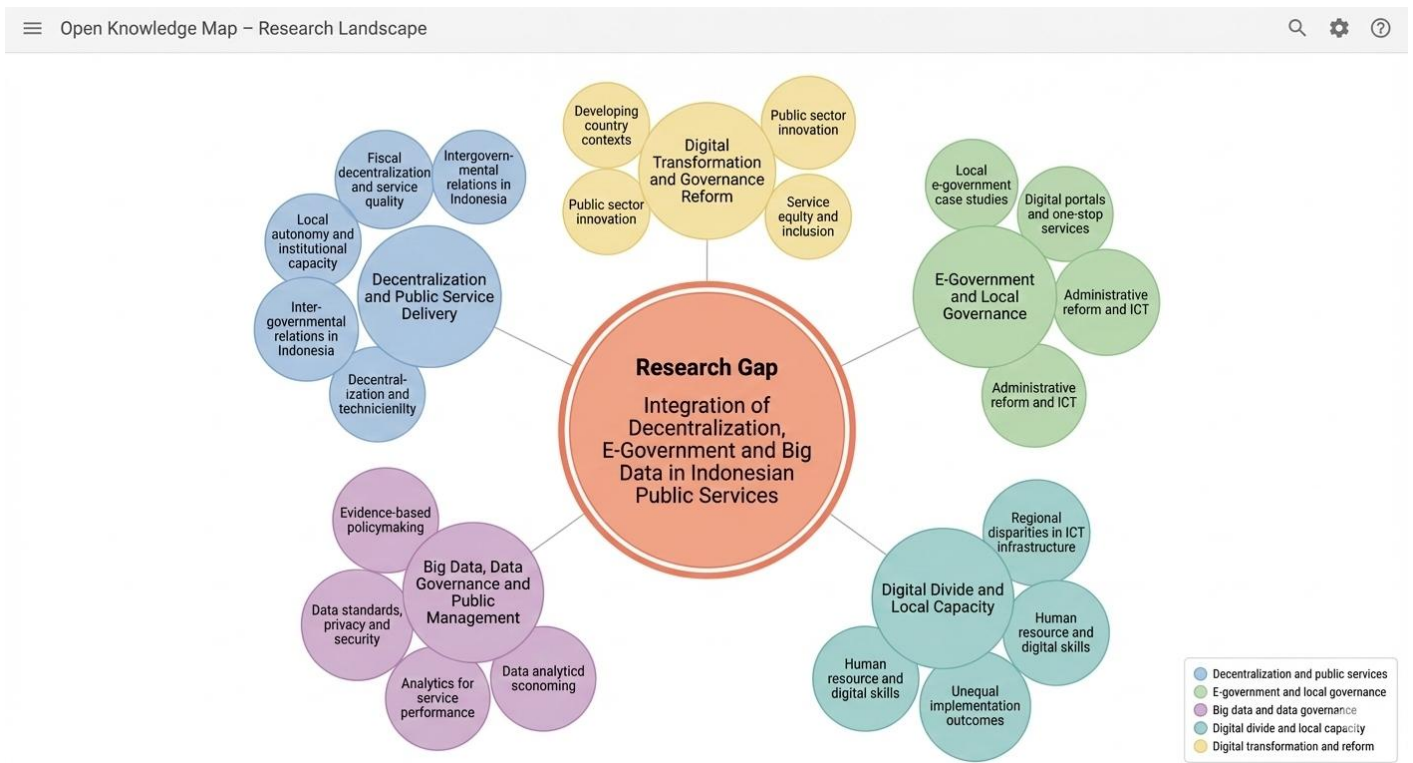 Open Knowledge Map – Research Landscape
Developing
country
contexts
Public sector
innovation
Digital
Transformation
and Governance
Reform
Public sector
innovation
Service
equity and
inclusion
Fiscal
decentralization
and service
quality
Intergovern-
mental
relations in
Indonesia
Local
autonomy and
institutional
capacity
Decentralization
and Public Service
Delivery
Inter-
governmental
relations in
Indonesia
Decentral-
ization and
technicienilty
Local
e-government
case studies
Digital portals
and one-stop
services
E-Government
and Local
Governance
Administrative
reform and ICT
Administrative
reform and ICT
Research Gap
Integration of
Decentralization,
E-Government and Big
Data in Indonesian
Public Services
Evidence-based
policymaking
Big Data, Data
Governance and
Public
Management
Data standards,
privacy and
security
Analytics for
service
performance
Data analyticd
sconoming
Regional
disparities in ICT
infrastructure
Digital Divide and
Local Capacity
Human
resource and
digital skills
Human
resource and
digital skills
Unequal
implementation
outcomes
Decentralization and public services
E-government and local governance
Big data and data governance
Digital divide and local capacity
Digital transformation and reform